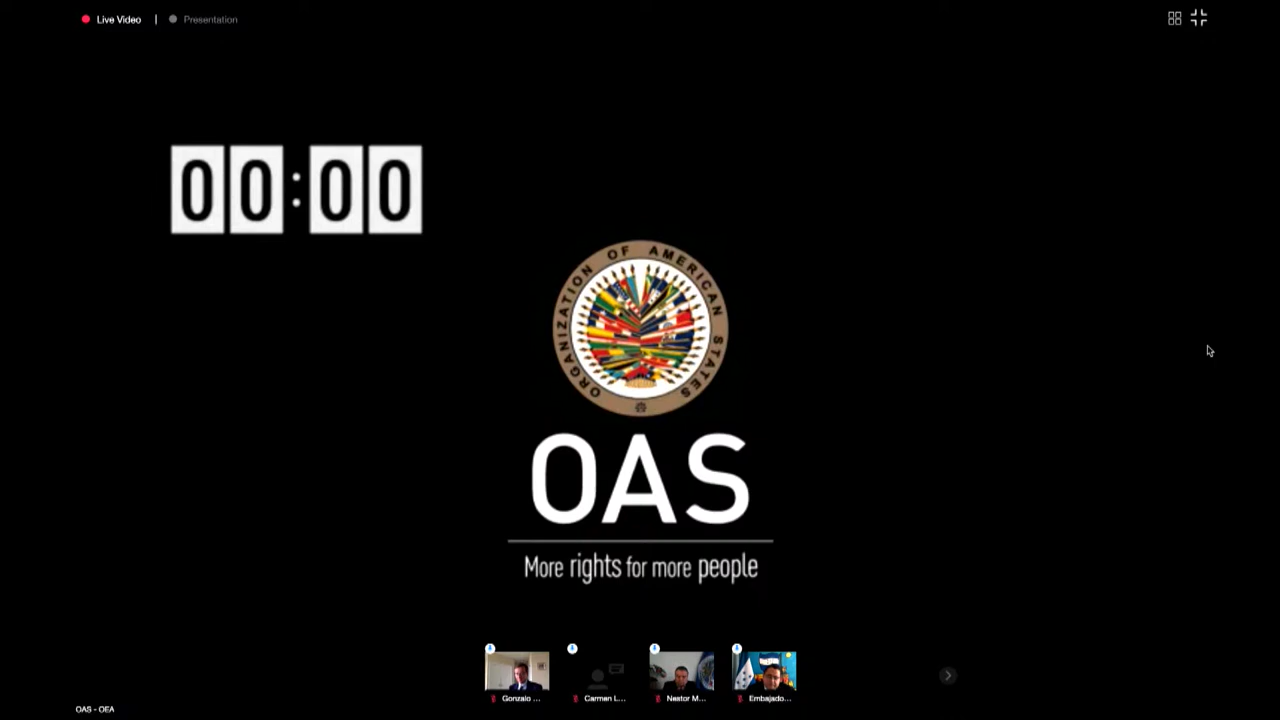 Live Video | Presentation
00:00
ORGANIZATION OF AMERICAN STATES
OAS
More rights for more people
Gonzalo ...
Carmen L...
Nestor M...
Embajado...
OAS - OEA